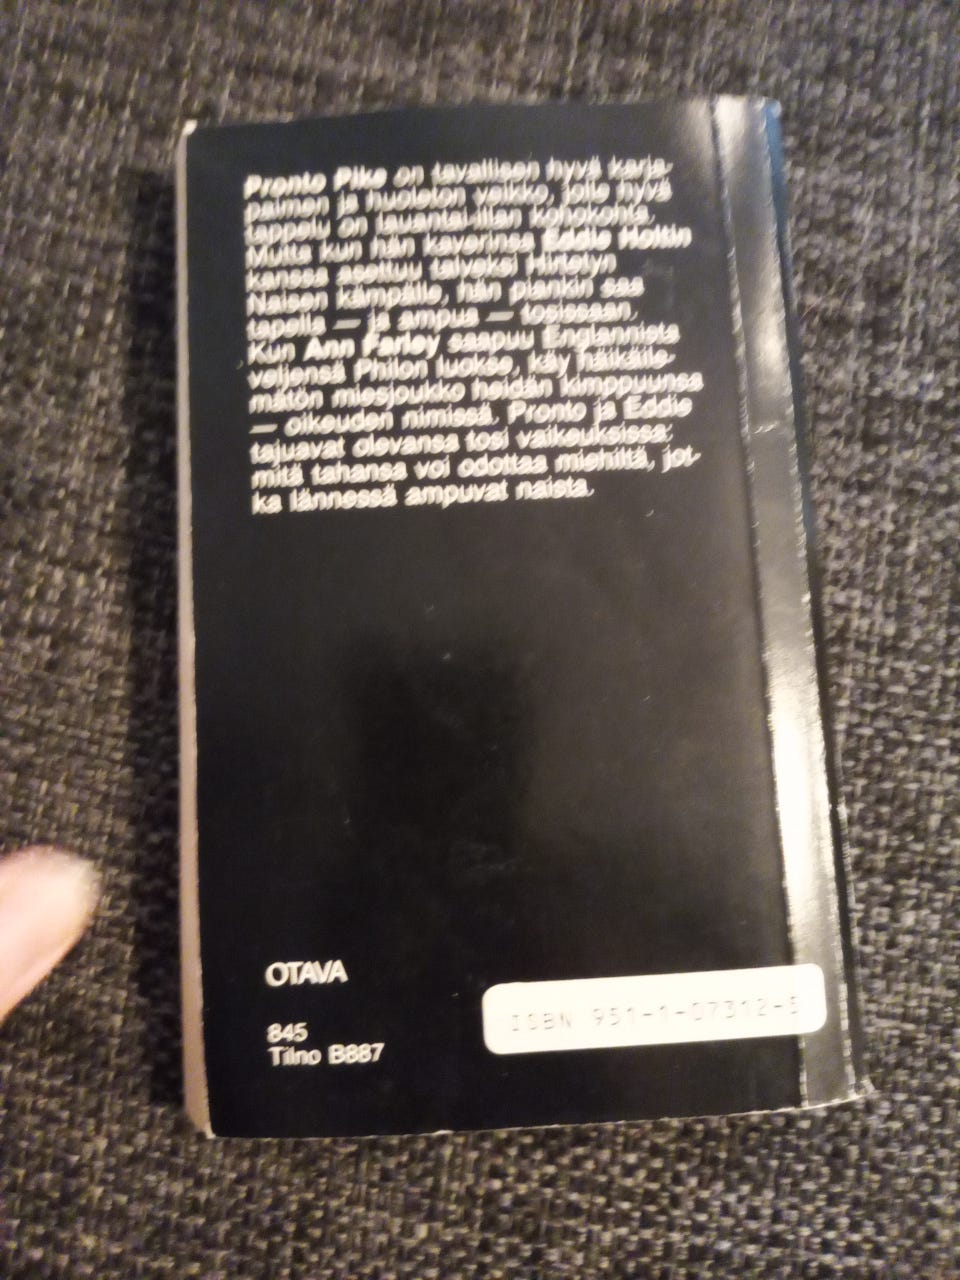 Pronto Pike on tavallisen hyvä karja-
paimen ja huoleton veikko, jolle hyvä
tappelu on lauantai-illan kohokohta.
Mutta kun hän kaverinsa Eddie Holtin
kanssa asettuu talveksi Hirtetyn
Naisen kämpälle, hän piankin saa
tapella — ja ampua — tosissaan.
Kun Ann Farley saapuu Englannista
veljensä Philon luokse, käy häikäile-
mätön miesjoukko heidän kimppuunsa
— oikeuden nimissä. Pronto ja Eddie
tajuavat olevansa tosi vaikeuksissa:
mitä tahansa voi odottaa miehiltä, jot-
ka lännessä ampuvat naista.
OTAVA
845
Tilno B887
ISBN 951-1-07312-5